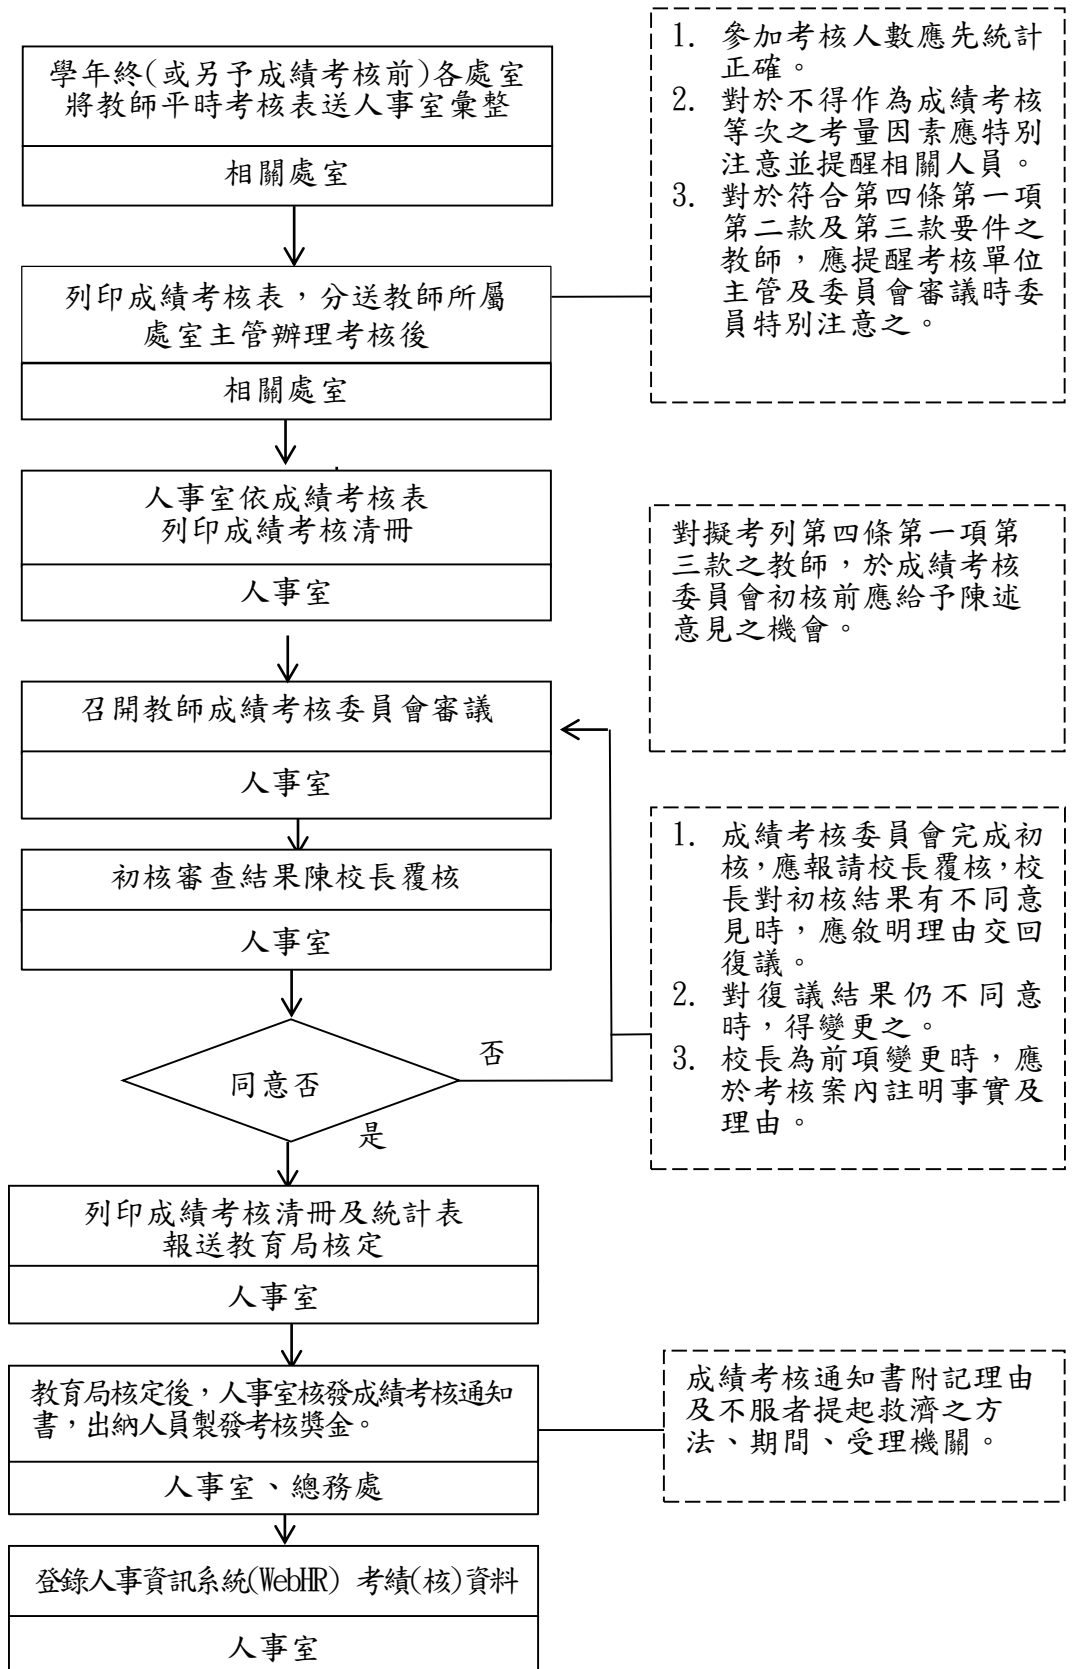 學年終(或另予成績考核前)各處室
將教師平時考核表送人事室彙整
相關處室
1. 參加考核人數應先統計
正確。
2. 對於不得作為成績考核
等次之考量因素應特別
注意並提醒相關人員。
3. 對於符合第四條第一項
第二款及第三款要件之
教師，應提醒考核單位
主管及委員會審議時委
員特別注意之。
列印成績考核表，分送教師所屬
處室主管辦理考核後
相關處室
人事室依成績考核表
列印成績考核清冊
人事室
對擬考列第四條第一項第
三款之教師，於成績考核
委員會初核前應給予陳述
意見之機會。
召開教師成績考核委員會審議
人事室
初核審查結果陳校長覆核
人事室
1. 成績考核委員會完成初
核，應報請校長覆核，校
長對初核結果有不同意
見時，應敘明理由交回
復議。
2. 對復議結果仍不同意
時，得變更之。
3. 校長為前項變更時，應
於考核案內註明事實及
理由。
同意否
否
是
列印成績考核清冊及統計表
報送教育局核定
人事室
教育局核定後，人事室核發成績考核通知
書，出納人員製發考核獎金。
人事室、總務處
成績考核通知書附記理由
及不服者提起救濟之方
法、期間、受理機關。
登錄人事資訊系統(WebHR) 考績(核)資料
人事室